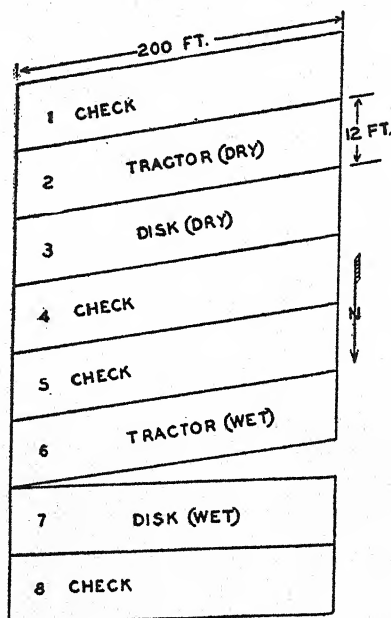 200 FT.
1 CHECK
12 FT.
2 TRACTOR (DRY)
3 DISK (DRY)
4 CHECK
N
5 CHECK
6 TRACTOR (WET)
7 DISK (WET)
8 CHECK